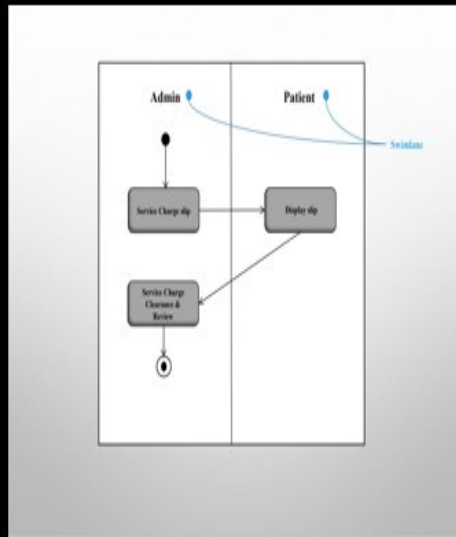 Admin
Patient
Swimlane
Service Charge slip
Display slip
Service Charge
Clearance &
Review